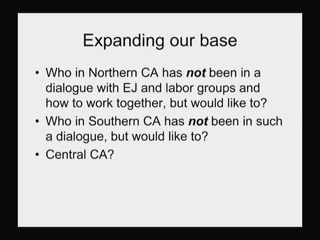 Expanding our base
• Who in Northern CA has not been in a
dialogue with EJ and labor groups and
how to work together, but would like to?
• Who in Southern CA has not been in such
a dialogue, but would like to?
• Central CA?